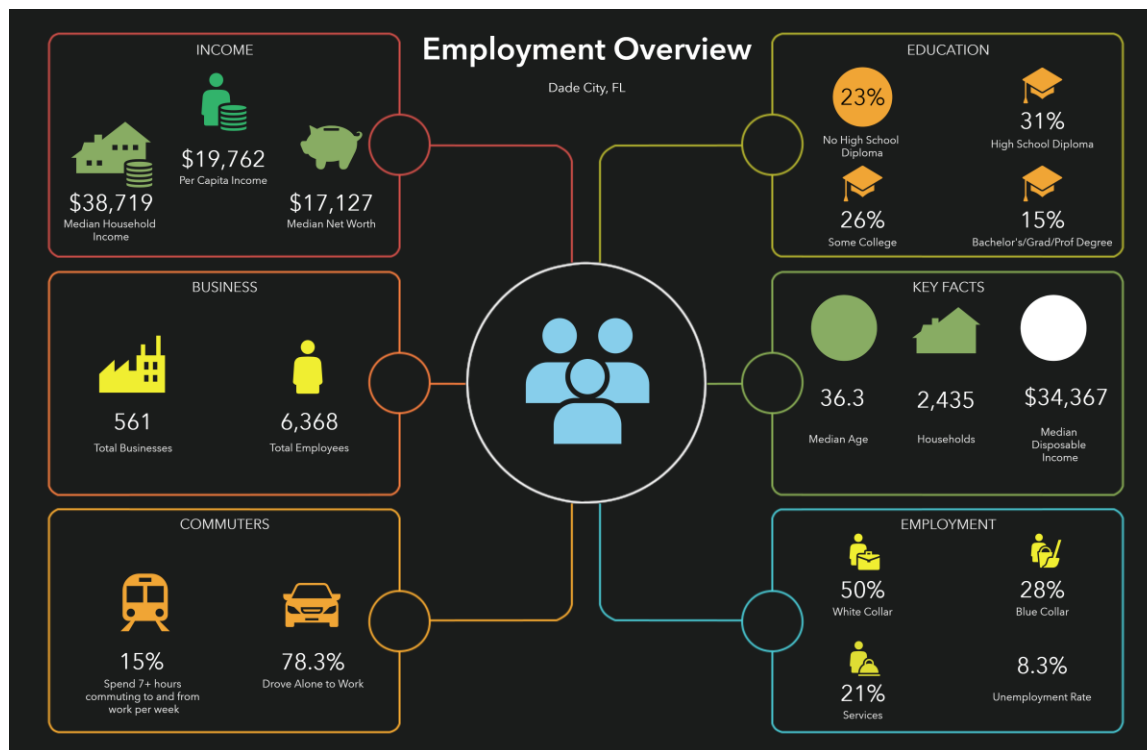 Employment Overview
Dade City, FL
INCOME
$19,762
Per Capita Income
$38,719
Median Household
Income
$17,127
Median Net Worth
EDUCATION
23%
No High School
Diploma
31%
High School Diploma
26%
Some College
15%
Bachelor's/Grad/Prof Degree
BUSINESS
561
Total Businesses
6,368
Total Employees
KEY FACTS
36.3
Median Age
2,435
Households
$34,367
Median
Disposable
Income
COMMUTERS
15%
Spend 7+ hours
commuting to and from
work per week
78.3%
Drove Alone to Work
EMPLOYMENT
50%
White Collar
28%
Blue Collar
21%
Services
8.3%
Unemployment Rate